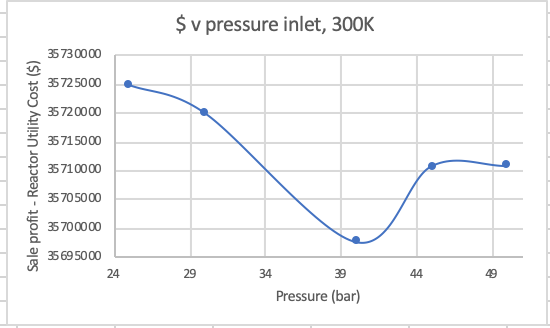 $ v pressure inlet, 300K
Sale profit - Reactor Utility Cost ($)
35730000
35725000
35720000
35715000
35710000
35705000
35700000
35695000
24 29 34 39 44 49
Pressure (bar)